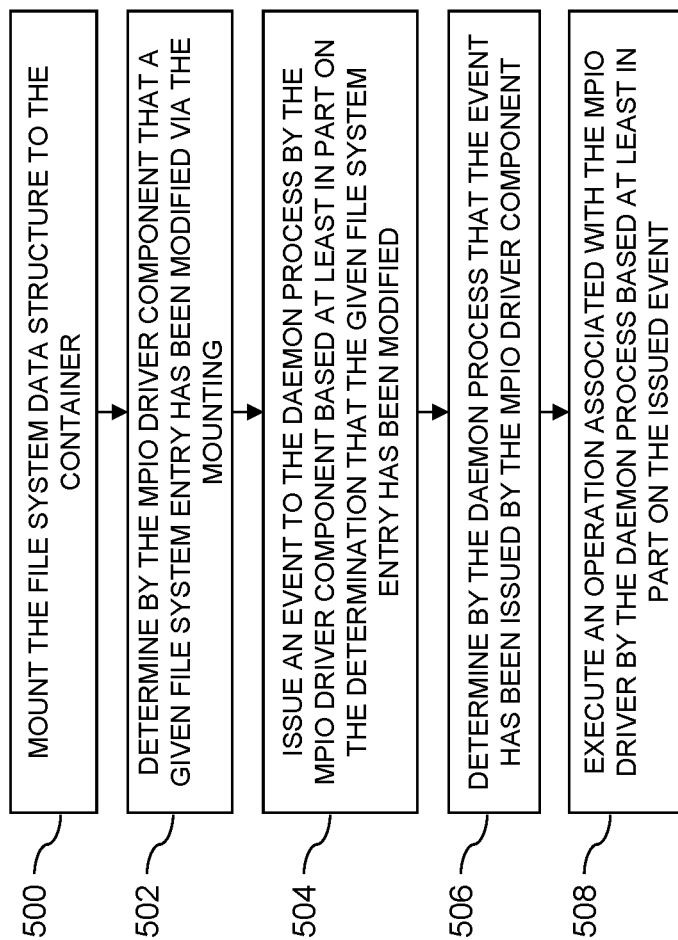 500
MOUNT THE FILE SYSTEM DATA STRUCTURE TO THE
CONTAINER
502
DETERMINE BY THE MPIO DRIVER COMPONENT THAT A
GIVEN FILE SYSTEM ENTRY HAS BEEN MODIFIED VIA THE
MOUNTING
504
ISSUE AN EVENT TO THE DAEMON PROCESS BY THE
MPIO DRIVER COMPONENT BASED AT LEAST IN PART ON
THE DETERMINATION THAT THE GIVEN FILE SYSTEM
ENTRY HAS BEEN MODIFIED
506
DETERMINE BY THE DAEMON PROCESS THAT THE EVENT
HAS BEEN ISSUED BY THE MPIO DRIVER COMPONENT
508
EXECUTE AN OPERATION ASSOCIATED WITH THE MPIO
DRIVER BY THE DAEMON PROCESS BASED AT LEAST IN
PART ON THE ISSUED EVENT